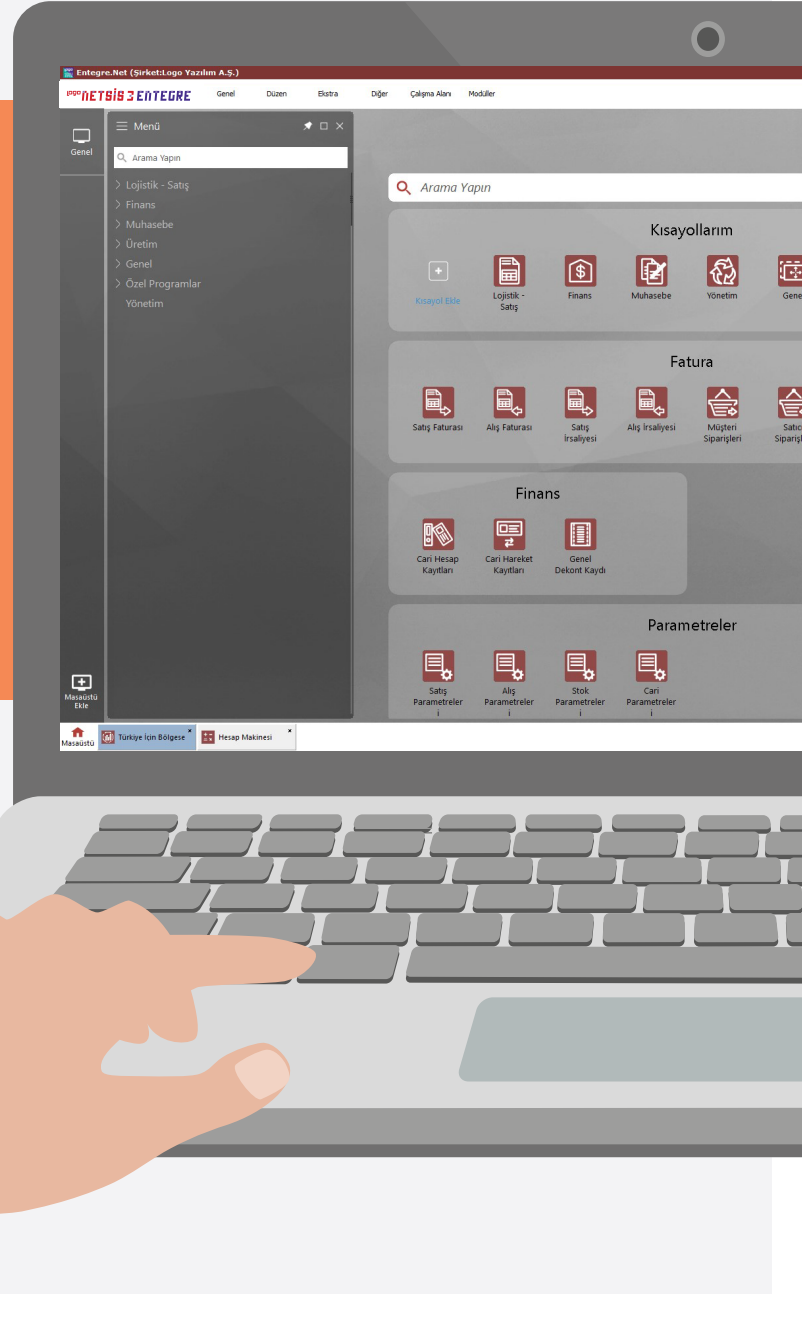 Entegre.Net (Şirket:Logo Yazılım A.Ş.)
LOGO NETSİS 3 ENTEGRE Genel Düzen Ekstra Diğer Çalışma Alanı Modüller
Genel
Menü
Arama Yapın
Lojistik - Satış
Finans
Muhasebe
Üretim
Genel
Özel Programlar
Yönetim
Masaüstü
Ekle
Arama Yapın
Kısayollarım
Kısayol Ekle
Lojistik -
Satış
Finans
Muhasebe
Yönetim
Gene
Fatura
Satış Faturası
Alış Faturası
Satış
İrsaliyesi
Alış İrsaliyesi
Müşteri
Siparişleri
Satıcı
Sipariş
Finans
Cari Hesap
Kayıtları
Cari Hareket
Kayıtları
Genel
Dekont Kaydı
Parametreler
Satış
Parametreler
i
Alış
Parametreler
i
Stok
Parametreler
i
Cari
Parametreler
i
Masaüstü
Türkiye İçin Bölgese
Hesap Makinesi